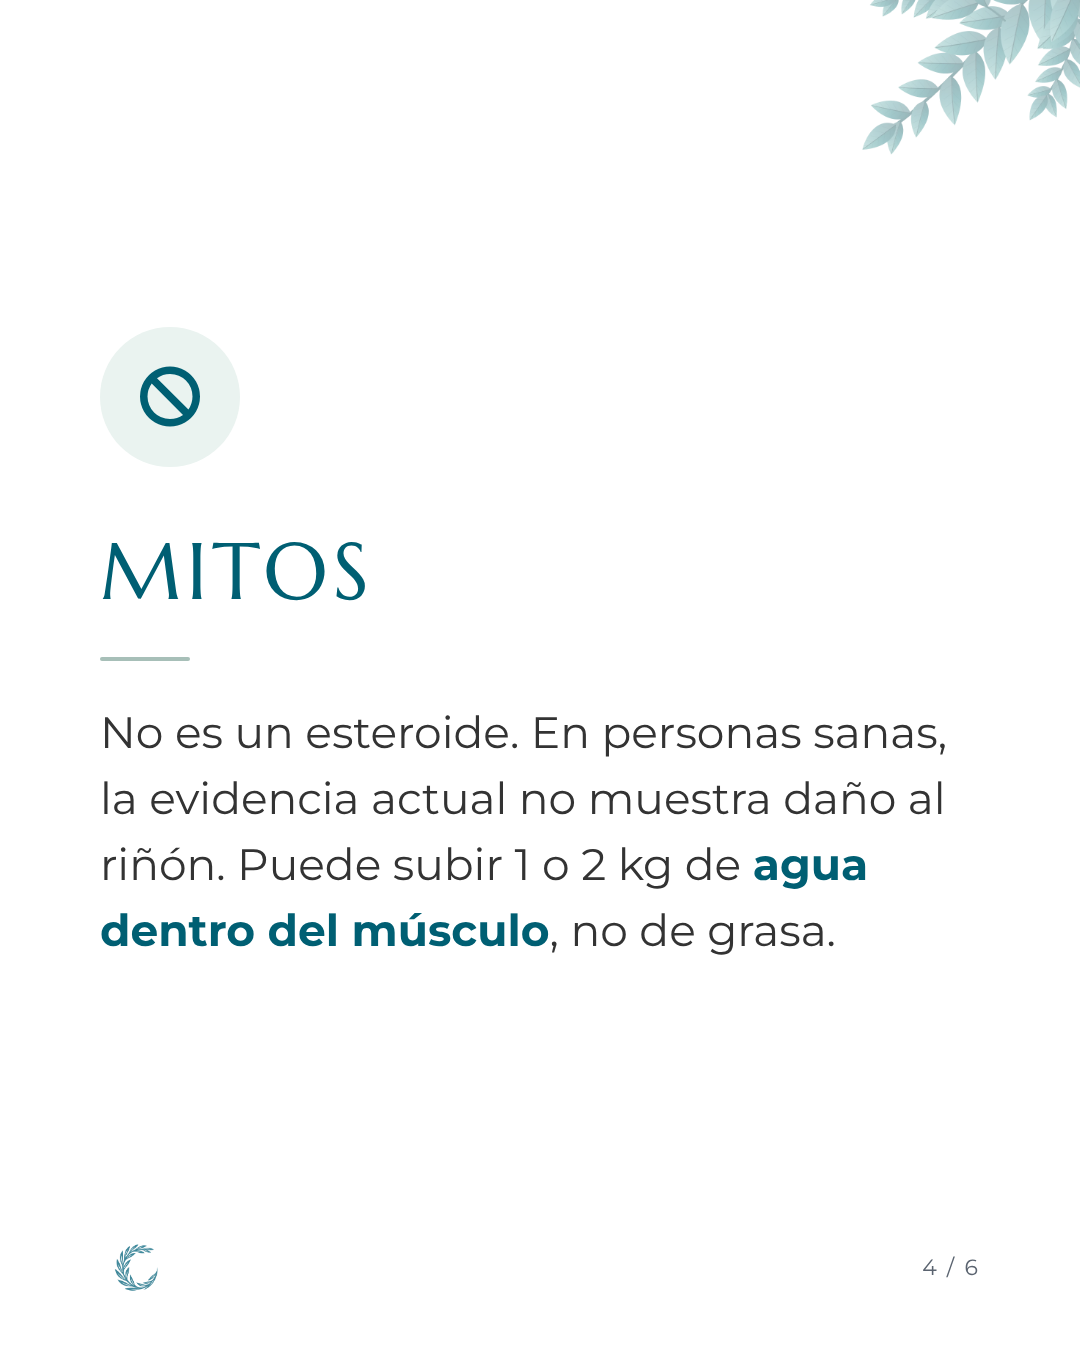 MITOS
No es un esteroide. En personas sanas,
la evidencia actual no muestra daño al
riñón. Puede subir 1 o 2 kg de agua
dentro del músculo, no de grasa.
4 / 6